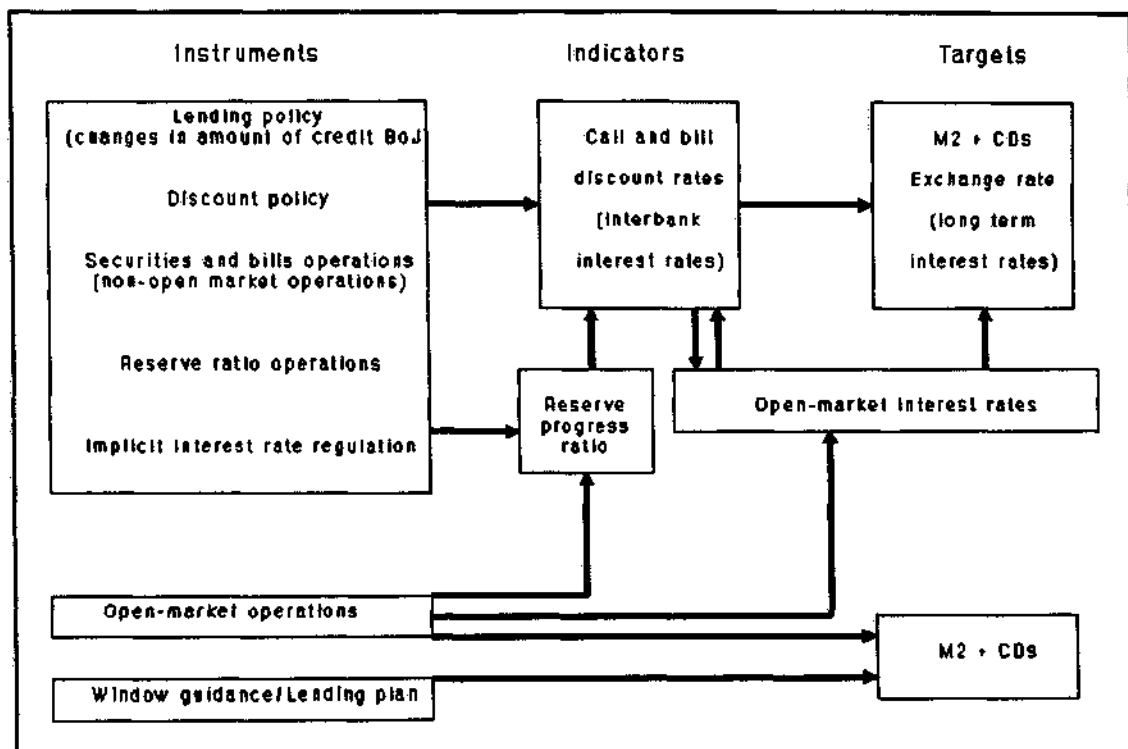 Instruments
Indicators
Targets
Lending policy
(changes in amount of credit BoJ
Discount policy
Securities and bills operations
(non-open market operations)
Reserve ratio operations
Implicit interest rate regulation
Call and bill
discount rates
(interbank
interest rates)
M2 + CDs
Exchange rate
(long term
interest rates)
Reserve
progress
ratio
Open-market interest rates
Open-market operations
M2 + CDs
Window guidance/Lending plan